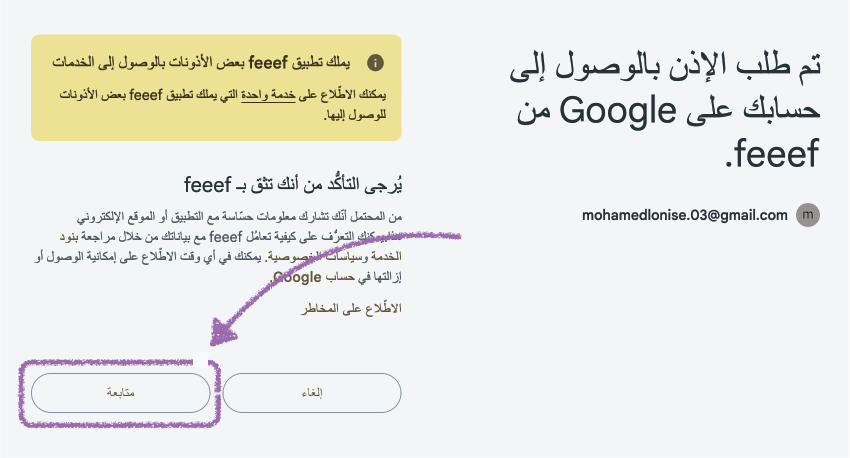 تم طلب الإذن بالوصول إلى
حسابك على Google من
feeef.
mohamedlonise.03@gmail.com
m
يملك تطبيق feeef بعض الأذونات بالوصول إلى الخدمات
يمكنك الاطّلاع على خدمة واحدة التي يملك تطبيق feeef بعض الأذونات
للوصول إليها.
يُرجى التأكُّد من أنك تثق بـ feeef
من المحتمل أنّك تشارك معلومات حسّاسة مع التطبيق أو الموقع الإلكتروني
التعرُّف على كيفية تعامُل feeef مع بياناتك من خلال مراجعة بنود
الخدمة وسياسات الخصوصية. يمكنك في أي وقت الاطّلاع على إمكانية الوصول أو
إزالتها في حساب Google.
الاطّلاع على المخاطر
إلغاء
متابعة